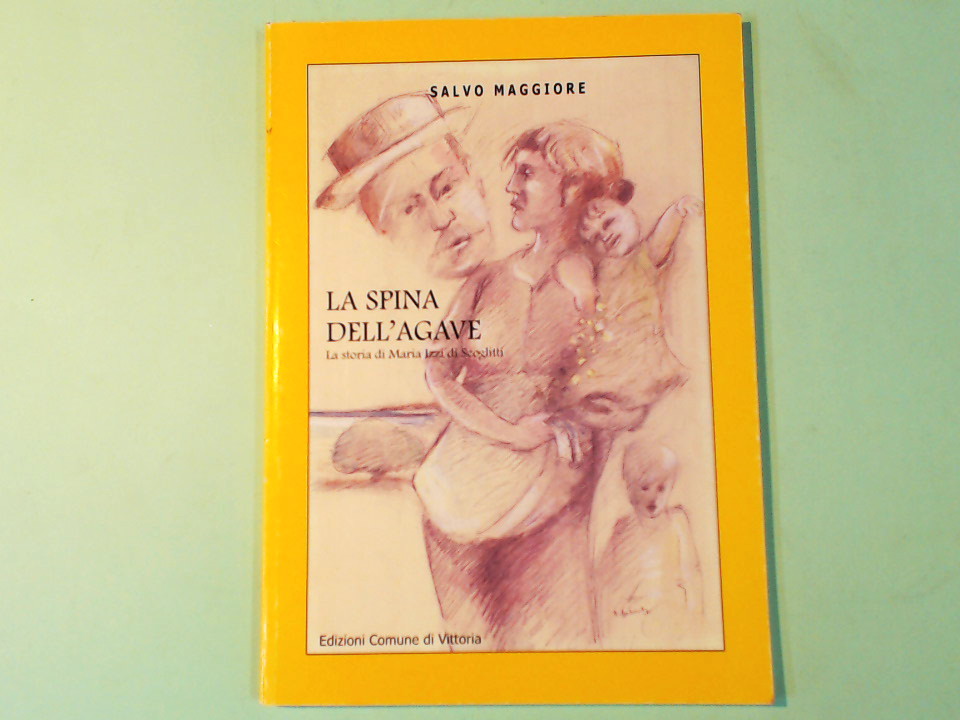 SALVO MAGGIORE
LA SPINA
DELL'AGAVE
La storia di Maria Izzi di Scoglitti
Edizioni Comune di Vittoria